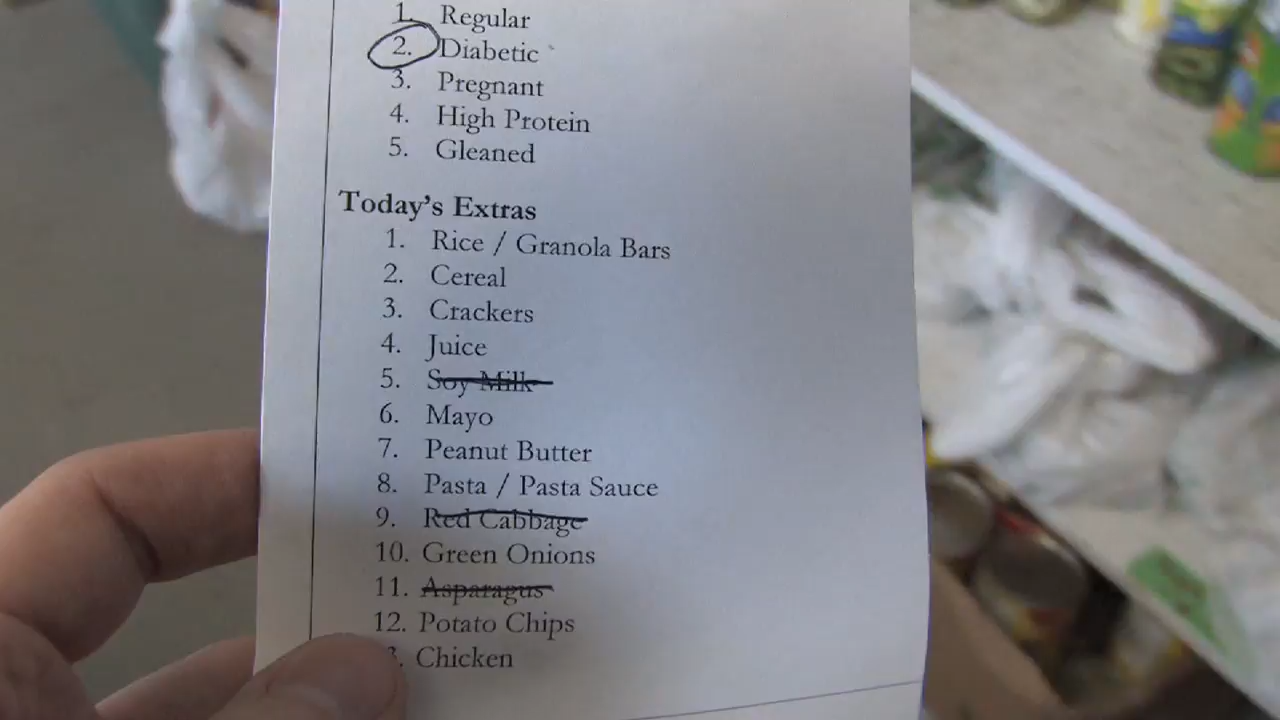 1. Regular
2. Diabetic
3. Pregnant
4. High Protein
5. Gleaned
Today's Extras
1. Rice / Granola Bars
2. Cereal
3. Crackers
4. Juice
5. Soy Milk
6. Mayo
7. Peanut Butter
8. Pasta / Pasta Sauce
9. Red Cabbage
10. Green Onions
11. Asparagus
12. Potato Chips
3. Chicken